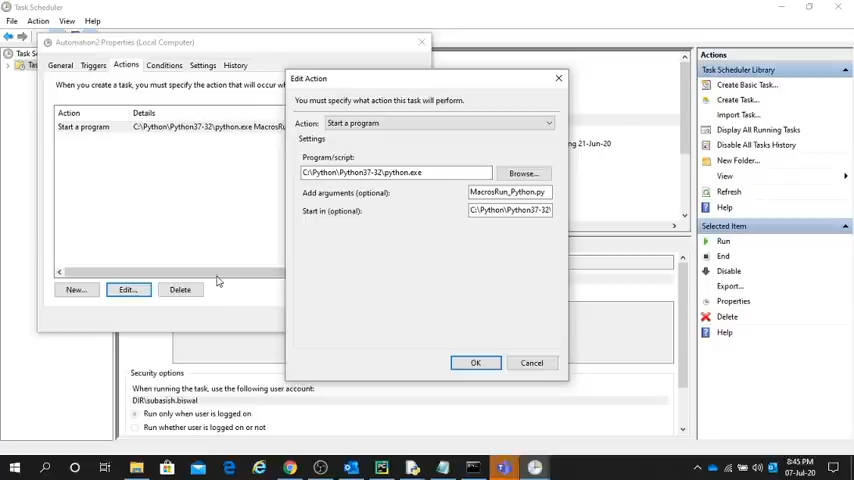 Task Scheduler
File Action View Help
Automation2 Properties (Local Computer)
General Triggers Actions Conditions Settings History
When you create a task, you must specify the action that will occur
Action Details
Start a program C:\Python\Python37-32\python.exe MacrosRun
New... Edit... Delete
Edit Action
You must specify what action this task will perform.
Action: Start a program
Settings
Program/script:
C:\Python\Python37-32\python.exe Browse...
Add arguments (optional): MacrosRun_Python.py
Start in (optional): C:\Python\Python37-32\
OK Cancel
ing 21-Jun-20
Security options
When running the task, use the following user account:
DIR\subasish.biswal
Run only when user is logged on
Run whether user is logged on or not
Actions
Task Scheduler Library
Create Basic Task...
Create Task...
Import Task...
Display All Running Tasks
Disable All Tasks History
New Folder...
View
Refresh
Help
Selected Item
Run
End
Disable
Export...
Properties
Delete
Help
8:45 PM
07-Jul-20